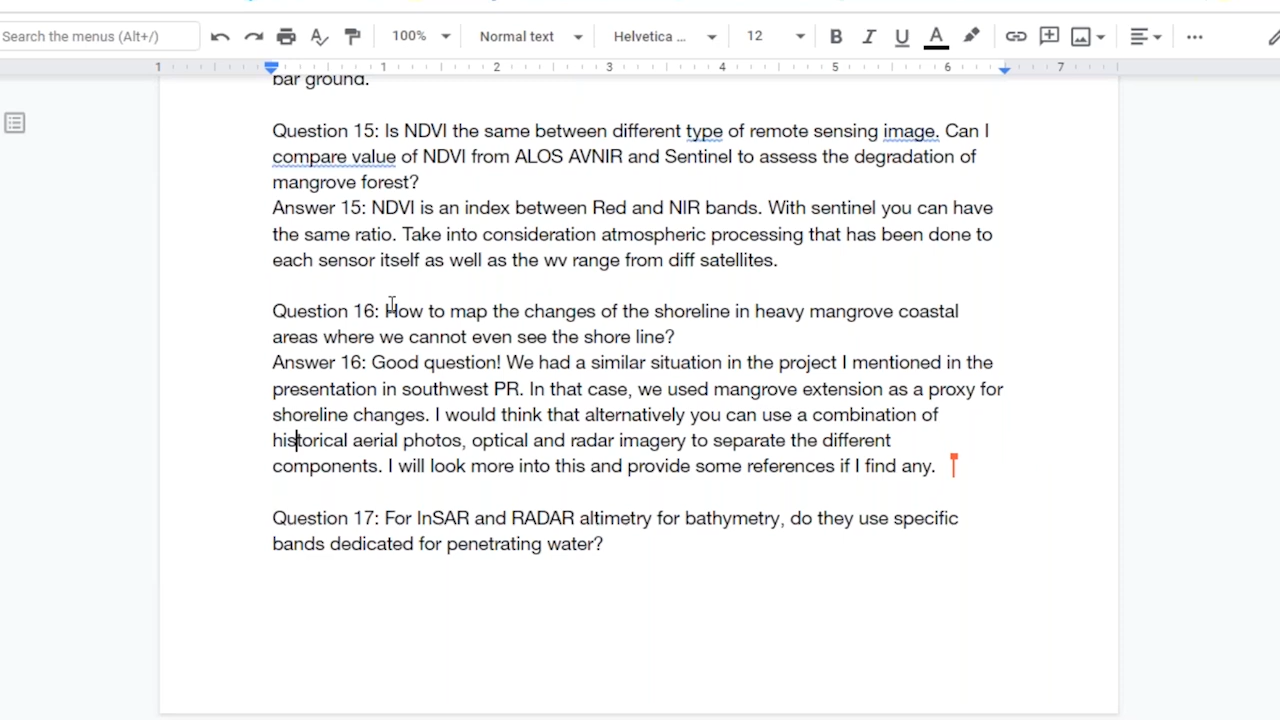 Search the menus (Alt+/)
100%
Normal text
Helvetica ...
12
B I U A
1 1 2 3 4 5 6 7
bar ground.
Question 15: Is NDVI the same between different type of remote sensing image. Can I
compare value of NDVI from ALOS AVNIR and Sentinel to assess the degradation of
mangrove forest?
Answer 15: NDVI is an index between Red and NIR bands. With sentinel you can have
the same ratio. Take into consideration atmospheric processing that has been done to
each sensor itself as well as the wv range from diff satellites.
Question 16: How to map the changes of the shoreline in heavy mangrove coastal
areas where we cannot even see the shore line?
Answer 16: Good question! We had a similar situation in the project I mentioned in the
presentation in southwest PR. In that case, we used mangrove extension as a proxy for
shoreline changes. I would think that alternatively you can use a combination of
historical aerial photos, optical and radar imagery to separate the different
components. I will look more into this and provide some references if I find any.
Question 17: For InSAR and RADAR altimetry for bathymetry, do they use specific
bands dedicated for penetrating water?